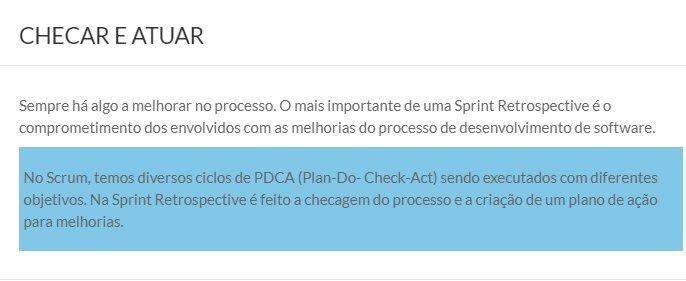 CHECAR E ATUAR
Sempre há algo a melhorar no processo. O mais importante de uma Sprint Retrospective é o
comprometimento dos envolvidos com as melhorias do processo de desenvolvimento de software.
No Scrum, temos diversos ciclos de PDCA (Plan-Do- Check-Act) sendo executados com diferentes
objetivos. Na Sprint Retrospective é feito a checagem do processo e a criação de um plano de ação
para melhorias.